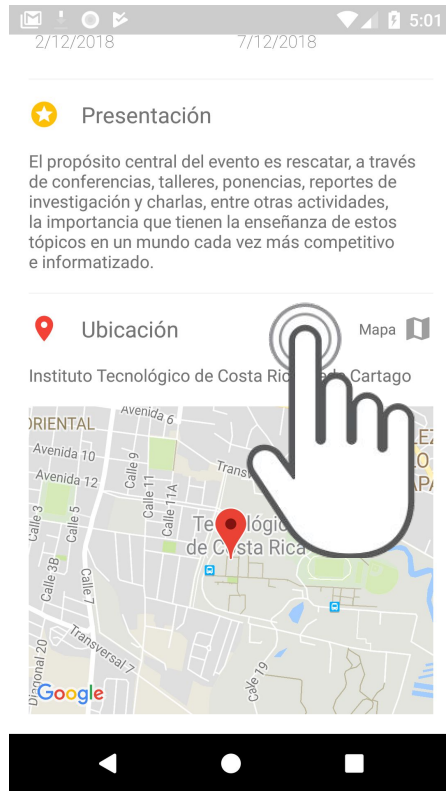 5:01
2/12/2018 7/12/2018
Presentación
El propósito central del evento es rescatar, a través
de conferencias, talleres, ponencias, reportes de
investigación y charlas, entre otras actividades,
la importancia que tienen la enseñanza de estos
tópicos en un mundo cada vez más competitivo
e informatizado.
Ubicación
Mapa
Instituto Tecnológico de Costa Ric Cartago
ORIENTAL
Avenida 6
Avenida 10
Avenida 12
Calle 9
Calle 11
Calle 11A
Calle 3
Calle 5
Trans
de Costa Rica
Calle 3B
Calle 7
Transversal 7
Diagonal 20
Calle 19
Google